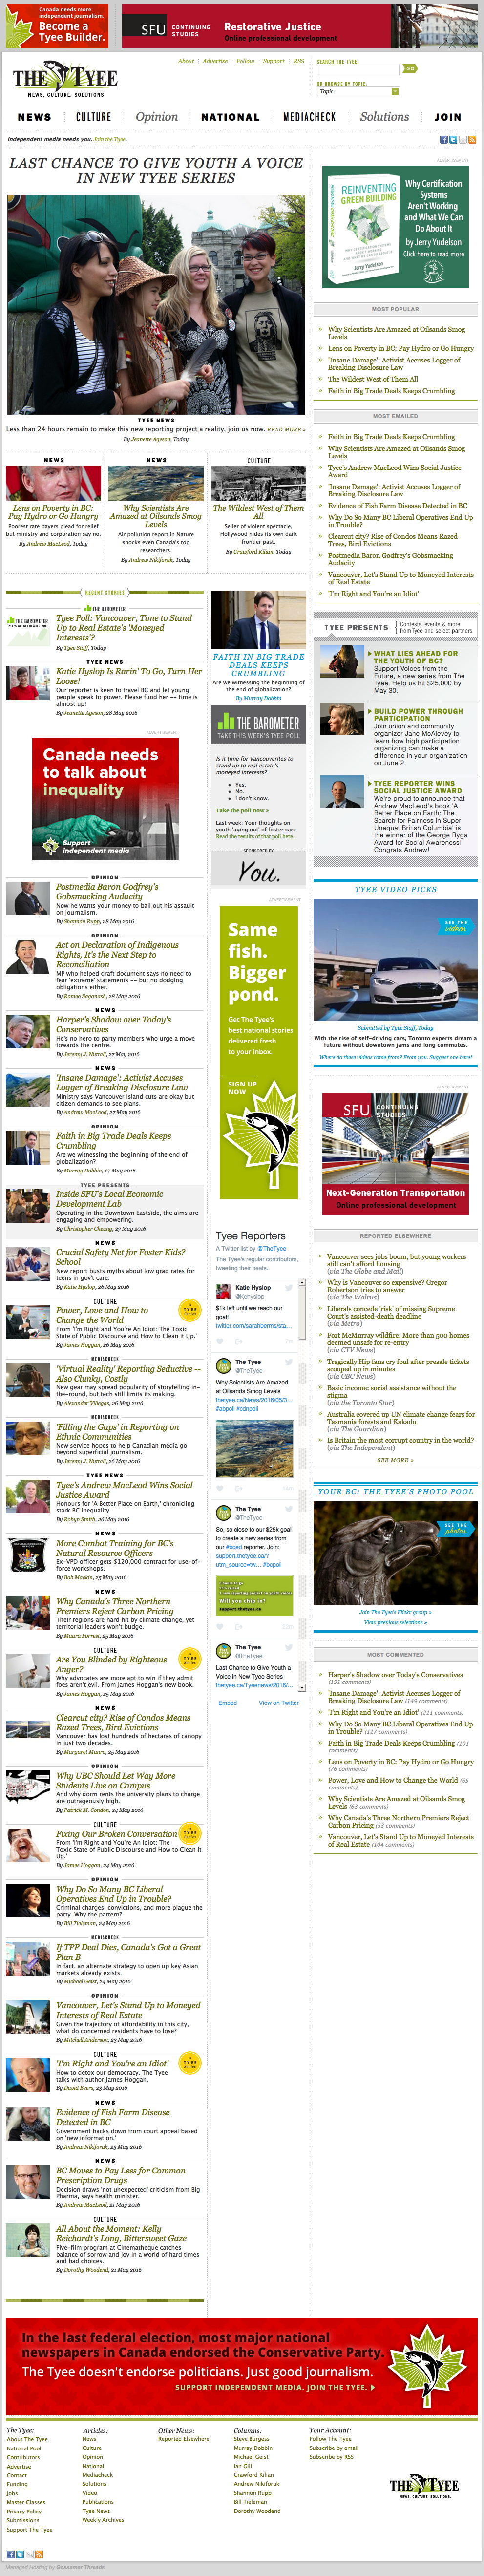 Canada needs more
independent journalism.
Become a
Tyee Builder.
SFU CONTINUING
STUDIES
Restorative Justice
Online professional development
About Advertise Follow Support RSS
SEARCH THE TYEE:
GO
OR BROWSE BY TOPIC:
Topic
THE TYEE
NEWS. CULTURE. SOLUTIONS.
NEWS CULTURE Opinion NATIONAL MEDIACHECK Solutions JOIN
Independent media needs you. Join the Tyee.
LAST CHANCE TO GIVE YOUTH A VOICE
IN NEW TYEE SERIES
TYEE NEWS
Less than 24 hours remain to make this new reporting project a reality, join us now. READ MORE »
By Jeanette Ageson, Today
NEWS
Lens on Poverty in BC:
Pay Hydro or Go Hungry
Poorest rate payers plead for relief
but ministry and corporation say no.
By Andrew MacLeod, Today
NEWS
Why Scientists Are
Amazed at Oilsands Smog
Levels
Air pollution report in Nature
shocks even Canada's top
researchers.
By Andrew Nikiforuk, Today
CULTURE
The Wildest West of Them
All
Seller of violent spectacle,
Hollywood hides its own dark
frontier past.
By Crawford Kilian, Today
RECENT STORIES
THE BAROMETER
Tyee Poll: Vancouver, Time to Stand
Up to Real Estate's 'Moneyed
Interests'?
By Tyee Staff, Today
TYEE NEWS
Katie Hyslop Is Rarin' To Go, Turn Her
Loose!
Our reporter is keen to travel BC and let young
people speak to power. Please fund her -- time is
almost up!
By Jeanette Ageson, 28 May 2016
ADVERTISEMENT
Canada needs
to talk about
inequality
Support
independent media
OPINION
Postmedia Baron Godfrey's
Gobsmacking Audacity
Now he wants your money to bail out his assault
on journalism.
By Shannon Rupp, 28 May 2016
OPINION
Act on Declaration of Indigenous
Rights, It's the Next Step to
Reconciliation
MP who helped draft document says no need to
fear 'extreme' statements -- but no dodging
obligations either.
By Romeo Saganash, 28 May 2016
NEWS
Harper's Shadow over Today's
Conservatives
He's no hero to party members who urge a move
towards the centre.
By Jeremy J. Nuttall, 27 May 2016
NEWS
'Insane Damage': Activist Accuses
Logger of Breaking Disclosure Law
Ministry says Vancouver Island cuts are okay but
citizen demands to see plans.
By Andrew MacLeod, 27 May 2016
OPINION
Faith in Big Trade Deals Keeps
Crumbling
Are we witnessing the beginning of the end of
globalization?
By Murray Dobbin, 27 May 2016
TYEE PRESENTS
Inside SFU's Local Economic
Development Lab
Operating in the Downtown Eastside, the aims are
engaging and empowering.
By Christopher Cheung, 27 May 2016
NEWS
Crucial Safety Net for Foster Kids?
School
New report busts myths about low grad rates for
teens in gov't care.
By Katie Hyslop, 26 May 2016
CULTURE
Power, Love and How to
Change the World
From 'I'm Right and You're An Idiot: The Toxic
State of Public Discourse and How to Clean it Up.'
By James Hoggan, 26 May 2016
MEDIACHECK
'Virtual Reality' Reporting Seductive --
Also Clunky, Costly
New gear may spread popularity of storytelling in-
the-round, but tech still limits its making.
By Alexander Villegas, 26 May 2016
MEDIACHECK
'Filling the Gaps' in Reporting on
Ethnic Communities
New service hopes to help Canadian media go
beyond superficial journalism.
By Jeremy J. Nuttall, 26 May 2016
TYEE NEWS
Tyee's Andrew MacLeod Wins Social
Justice Award
Honours for 'A Better Place on Earth,' chronicling
stark BC inequality.
By Robyn Smith, 26 May 2016
NEWS
More Combat Training for BC's
Natural Resource Officers
Ex-VPD officer gets $120,000 contract for use-of-
force workshops.
By Bob Mackin, 25 May 2016
NEWS
Why Canada's Three Northern
Premiers Reject Carbon Pricing
Their regions are hard hit by climate change, yet
territorial leaders won't budge.
By Maura Forrest, 25 May 2016
CULTURE
Are You Blinded by Righteous
Anger?
Why advocates are more apt to win if they admit
foes aren't evil. From James Hoggan's new book.
By James Hoggan, 25 May 2016
NEWS
Clearcut city? Rise of Condos Means
Razed Trees, Bird Evictions
Vancouver has lost hundreds of hectares of canopy
in just two decades.
By Margaret Munro, 25 May 2016
OPINION
Why UBC Should Let Way More
Students Live on Campus
And why dorm rents the university plans to charge
are outrageously high.
By Patrick M. Condon, 24 May 2016
CULTURE
Fixing Our Broken Conversation
From 'I'm Right and You're An Idiot: The
Toxic State of Public Discourse and How to Clean it
Up.'
By James Hoggan, 24 May 2016
OPINION
Why Do So Many BC Liberal
Operatives End Up in Trouble?
Criminal charges, convictions, and more plague the
party. Why the pattern?
By Bill Tieleman, 24 May 2016
MEDIACHECK
If TPP Deal Dies, Canada's Got a Great
Plan B
In fact, an alternate strategy to open up key Asian
markets already exists.
By Michael Geist, 24 May 2016
OPINION
Vancouver, Let's Stand Up to Moneyed
Interests of Real Estate
Given the trajectory of affordability in this city,
what do concerned residents have to lose?
By Mitchell Anderson, 23 May 2016
CULTURE
'I'm Right and You're an Idiot'
How to detox our democracy. The Tyee
talks with author James Hoggan.
By David Beers, 23 May 2016
NEWS
Evidence of Fish Farm Disease
Detected in BC
Government backs down from court appeal based
on 'new information.'
By Andrew Nikiforuk, 23 May 2016
NEWS
BC Moves to Pay Less for Common
Prescription Drugs
Decision draws 'not unexpected' criticism from Big
Pharma, says health minister.
By Andrew MacLeod, 21 May 2016
CULTURE
All About the Moment: Kelly
Reichardt's Long, Bittersweet Gaze
Five-film program at Cinematheque catches
balance of sorrow and joy in a world of hard times
and bad choices.
By Dorothy Woodend, 21 May 2016
FAITH IN BIG TRADE
DEALS KEEPS
CRUMBLING
Are we witnessing the beginning of
the end of globalization?
By Murray Dobbin
THE BAROMETER
TAKE THIS WEEK'S TYEE POLL
Is it time for Vancouverites to
stand up to real estate's
moneyed interests?
Yes.
No.
I don't know.
Take the poll now »
Last week: Your thoughts on
youth 'aging out' of foster care
Read the results of that poll here.
SPONSORED BY
You.
ADVERTISEMENT
Same
fish.
Bigger
pond.
Get The Tyee's
best national stories
delivered fresh
to your inbox.
SIGN UP
NOW
Tyee Reporters
A Twitter list by @TheTyee
The Tyee's regular contributors,
tweeting their beats.
Katie Hyslop
@Kehyslop
$1k left until we reach our
goal!
twitter.com/sarahberms/sta…
The Tyee
@TheTyee
Why Scientists Are Amazed
at Oilsands Smog Levels
thetyee.ca/News/2016/05/3…
#abpoli #cdnpoli
The Tyee
@TheTyee
So, so close to our $25k goal
to create a new series from
our #bced reporter. Join:
support.thetyee.ca/?
utm_source=tw… #bcpoli
Will you chip in?
support.thetyee.ca
The Tyee
@TheTyee
Last Chance to Give Youth a
Voice in New Tyee Series
thetyee.ca/Tyeenews/2016/…
Embed View on Twitter
ADVERTISEMENT
REINVENTING
GREEN BUILDING
Why Certification
Systems
Aren't Working
and What We Can
Do About It
by Jerry Yudelson
Click here to read more
MOST POPULAR
Why Scientists Are Amazed at Oilsands Smog
Levels
Lens on Poverty in BC: Pay Hydro or Go Hungry
'Insane Damage': Activist Accuses Logger of
Breaking Disclosure Law
The Wildest West of Them All
Faith in Big Trade Deals Keeps Crumbling
MOST EMAILED
Faith in Big Trade Deals Keeps Crumbling
Why Scientists Are Amazed at Oilsands Smog
Levels
Tyee's Andrew MacLeod Wins Social Justice
Award
'Insane Damage': Activist Accuses Logger of
Breaking Disclosure Law
Evidence of Fish Farm Disease Detected in BC
Why Do So Many BC Liberal Operatives End Up
in Trouble?
Clearcut city? Rise of Condos Means Razed
Trees, Bird Evictions
Postmedia Baron Godfrey's Gobsmacking
Audacity
Vancouver, Let's Stand Up to Moneyed Interests
of Real Estate
'I'm Right and You're an Idiot'
TYEE PRESENTS
Contests, events & more
from Tyee and select partners
WHAT LIES AHEAD FOR
THE YOUTH OF BC?
Support Voices from the
Future, a new series from The
Tyee. Help us hit $25,000 by
May 30.
BUILD POWER THROUGH
PARTICIPATION
Join union and community
organizer Jane McAlevey to
learn how high participation
organizing can make a
difference in your organization
on June 2.
TYEE REPORTER WINS
SOCIAL JUSTICE AWARD
We're proud to announce that
Andrew MacLeod's book 'A
Better Place on Earth: The
Search for Fairness in Super
Unequal British Columbia' is
the winner of the George Ryga
Award for Social Awareness!
Congrats Andrew!
TYEE VIDEO PICKS
SEE THE
videos
Submitted by Tyee Staff, Today
With the rise of self-driving cars, Toronto experts dream a
future without downtown jams and long commutes.
Where do these videos come from? From you. Suggest one here!
ADVERTISEMENT
SFU CONTINUING
STUDIES
Next-Generation Transportation
Online professional development
REPORTED ELSEWHERE
Vancouver sees jobs boom, but young workers
still can't afford housing
(via The Globe and Mail)
Why is Vancouver so expensive? Gregor
Robertson tries to answer
(via The Walrus)
Liberals concede 'risk' of missing Supreme
Court's assisted-death deadline
(via Metro)
Fort McMurray wildfire: More than 500 homes
deemed unsafe for re-entry
(via CTV News)
Tragically Hip fans cry foul after presale tickets
scooped up in minutes
(via CBC News)
Basic income: social assistance without the
stigma
(via the Toronto Star)
Australia covered up UN climate change fears for
Tasmania forests and Kakadu
(via The Guardian)
Is Britain the most corrupt country in the world?
(via The Independent)
SEE MORE »
YOUR BC: THE TYEE'S PHOTO POOL
SEE THE
photos
Join The Tyee's Flickr group »
View previous selections »
MOST COMMENTED
Harper's Shadow over Today's Conservatives
(191 comments)
'Insane Damage': Activist Accuses Logger of
Breaking Disclosure Law (149 comments)
'I'm Right and You're an Idiot' (211 comments)
Why Do So Many BC Liberal Operatives End Up
in Trouble? (117 comments)
Faith in Big Trade Deals Keeps Crumbling (101
comments)
Lens on Poverty in BC: Pay Hydro or Go Hungry
(76 comments)
Power, Love and How to Change the World (65
comments)
Why Scientists Are Amazed at Oilsands Smog
Levels (63 comments)
Why Canada's Three Northern Premiers Reject
Carbon Pricing (53 comments)
Vancouver, Let's Stand Up to Moneyed Interests
of Real Estate (104 comments)
In the last federal election, most major national
newspapers in Canada endorsed the Conservative Party.
The Tyee doesn't endorse politicians. Just good journalism.
SUPPORT INDEPENDENT MEDIA. JOIN THE TYEE.
The Tyee:
About The Tyee
National Pool
Contributors
Advertise
Contact
Funding
Jobs
Master Classes
Privacy Policy
Submissions
Support The Tyee
Articles:
News
Culture
Opinion
National
Mediacheck
Solutions
Video
Publications
Tyee News
Weekly Archives
Other News:
Reported Elsewhere
Columns:
Steve Burgess
Murray Dobbin
Michael Geist
Ian Gill
Crawford Kilian
Andrew Nikiforuk
Shannon Rupp
Bill Tieleman
Dorothy Woodend
Your Account:
Follow The Tyee
Subscribe by email
Subscribe by RSS
THE TYEE
NEWS. CULTURE. SOLUTIONS.
Managed Hosting by Gossamer Threads